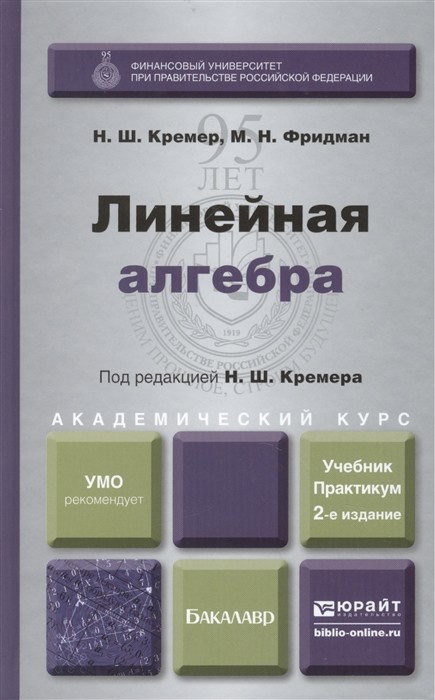 95
ФИНАНСОВЫЙ УНИВЕРСИТЕТ
ПРИ ПРАВИТЕЛЬСТВЕ РОССИЙСКОЙ ФЕДЕРАЦИИ
Н. Ш. Кремер, М. Н. Фридман
95
ЛЕТ
Линейная
алгебра
1919
Под редакцией Н. Ш. Кремера
АКАДЕМИЧЕСКИЙ КУРС
УМО
рекомендует
Учебник
Практикум
2-е издание
БАКАЛАВР
ЮРАЙТ
издательство
biblio-online.ru